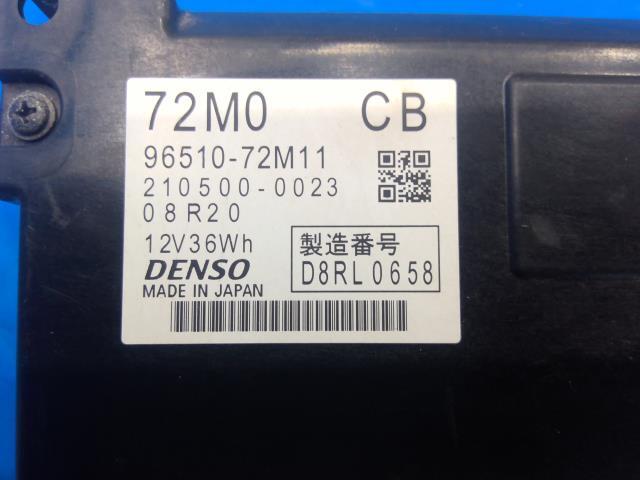 72M0 CB
96510-72M11
210500-0023
08R20
12V36Wh
製造番号
DENSO
D8RL0658
MADE IN JAPAN